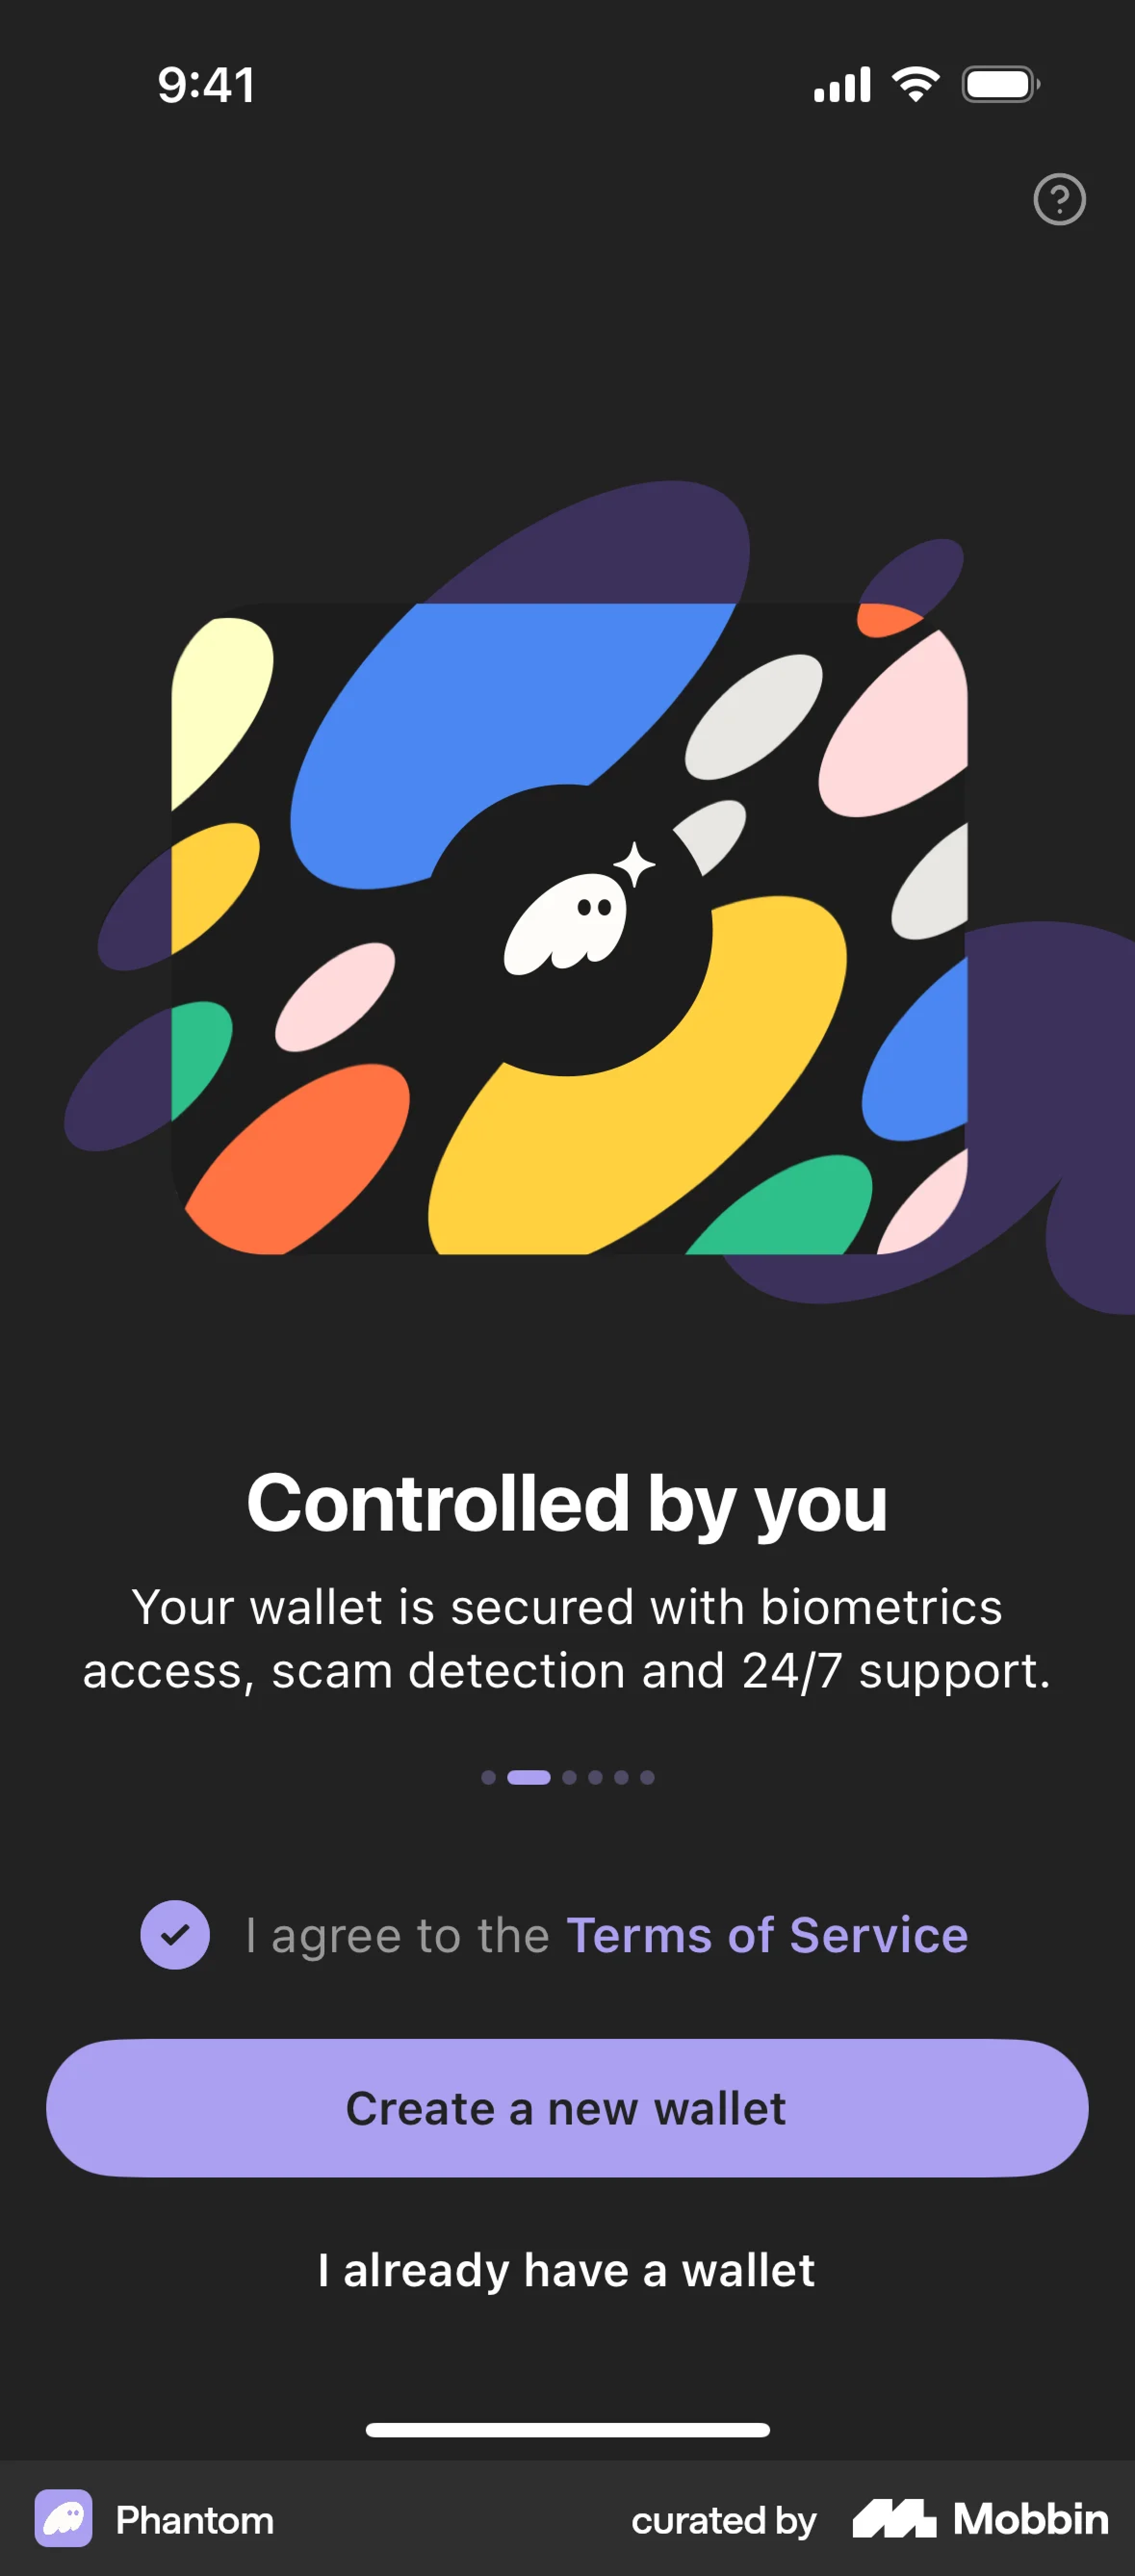 9:41
Controlled by you
Your wallet is secured with biometrics
access, scam detection and 24/7 support.
I agree to the Terms of Service
Create a new wallet
I already have a wallet
Phantom
curated by Mobbin